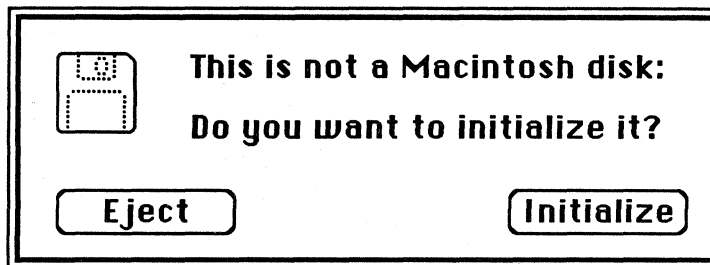 This is not a Macintosh disk:
Do you want to initialize it?
Eject
Initialize